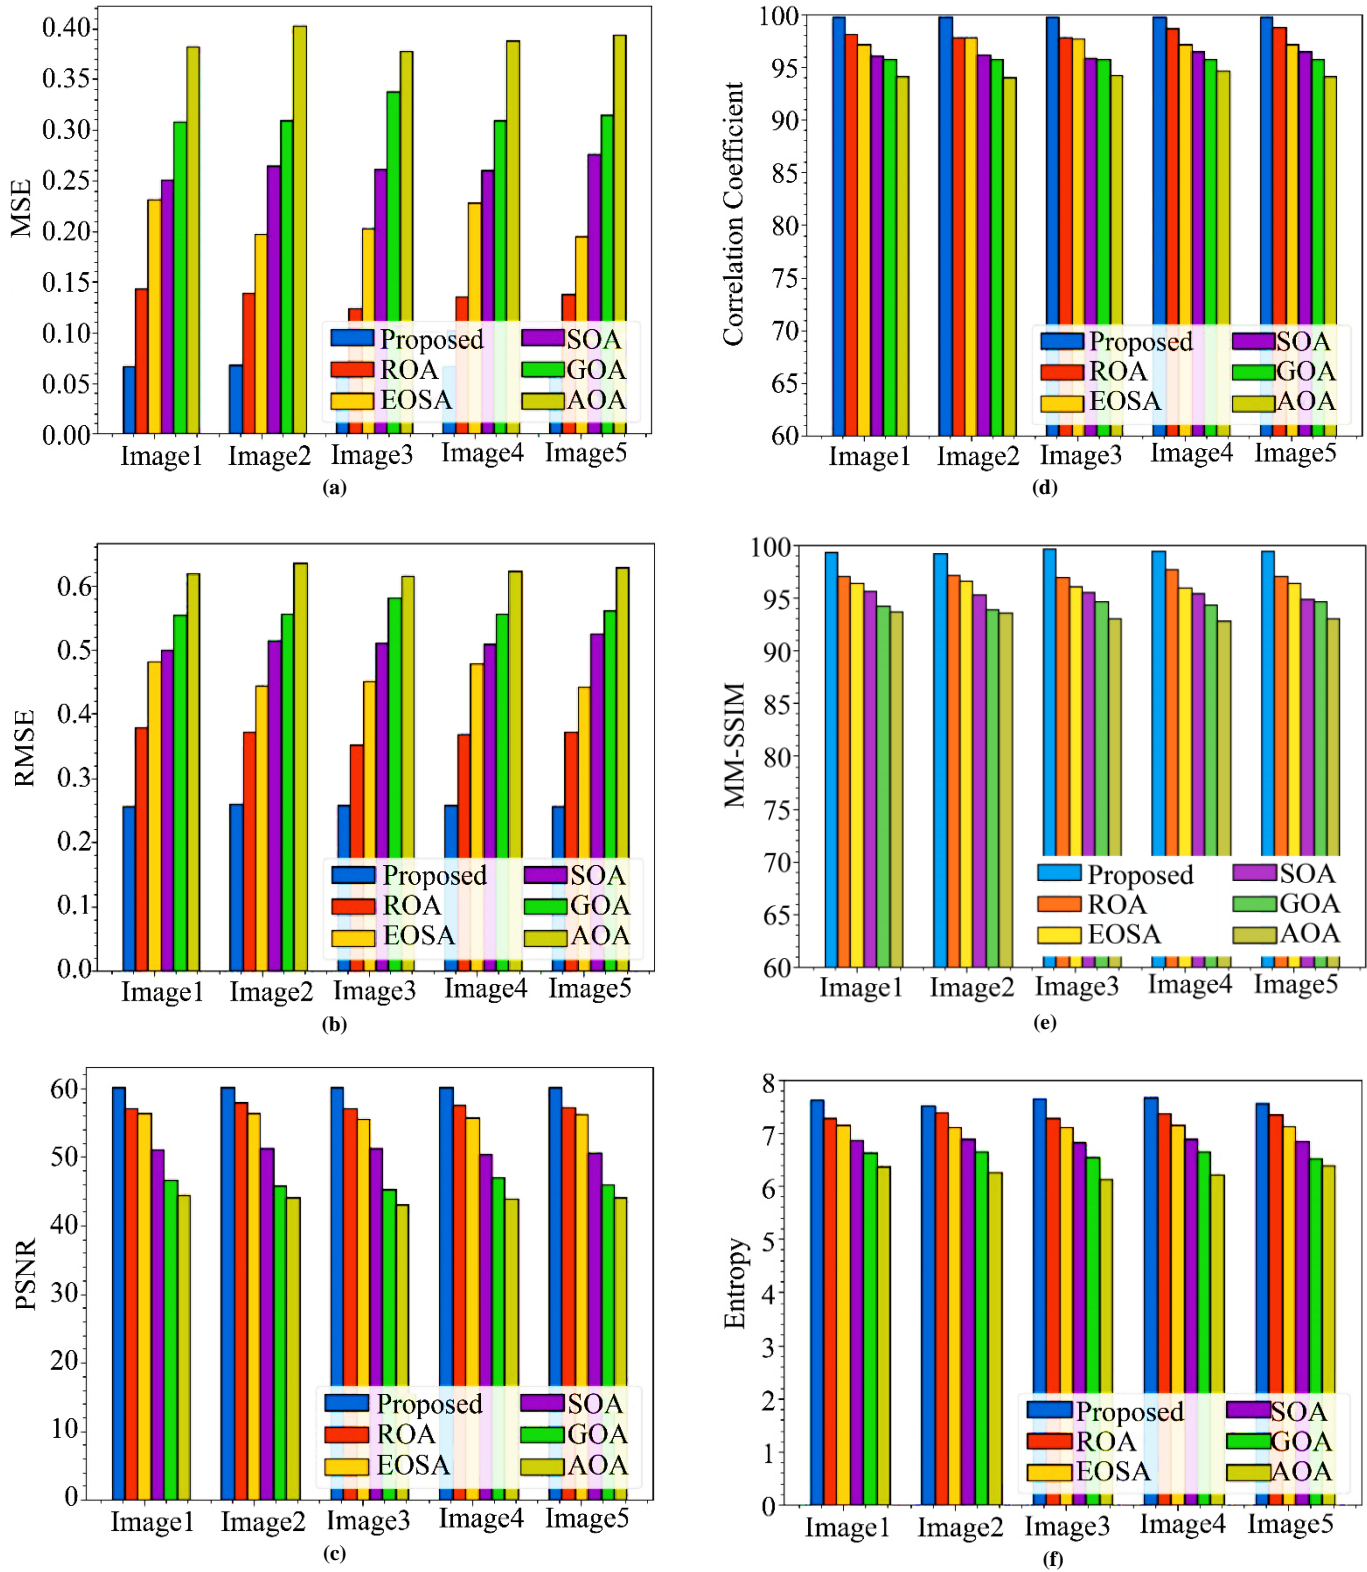 0.40
0.35
0.30
0.25
0.20
0.15
0.10
0.05
0.00
MSE
Proposed SOA
ROA GOA
EOSA AOA
Image1 Image2 Image3 Image4 Image5
(a)
100
95
90
85
80
75
70
65
60
Correlation Coefficient
Proposed SOA
ROA GOA
EOSA AOA
Image1 Image2 Image3 Image4 Image5
(d)
0.6
0.5
0.4
0.3
0.2
0.1
0.0
RMSE
Proposed SOA
ROA GOA
EOSA AOA
Image1 Image2 Image3 Image4 Image5
(b)
100
95
90
85
80
75
70
65
60
MM-SSIM
Proposed SOA
ROA GOA
EOSA AOA
Image1 Image2 Image3 Image4 Image5
(e)
60
50
40
30
20
10
0
PSNR
Proposed SOA
ROA GOA
EOSA AOA
Image1 Image2 Image3 Image4 Image5
(c)
8
7
6
5
4
3
2
1
0
Entropy
Proposed SOA
ROA GOA
EOSA AOA
Image1 Image2 Image3 Image4 Image5
(f)